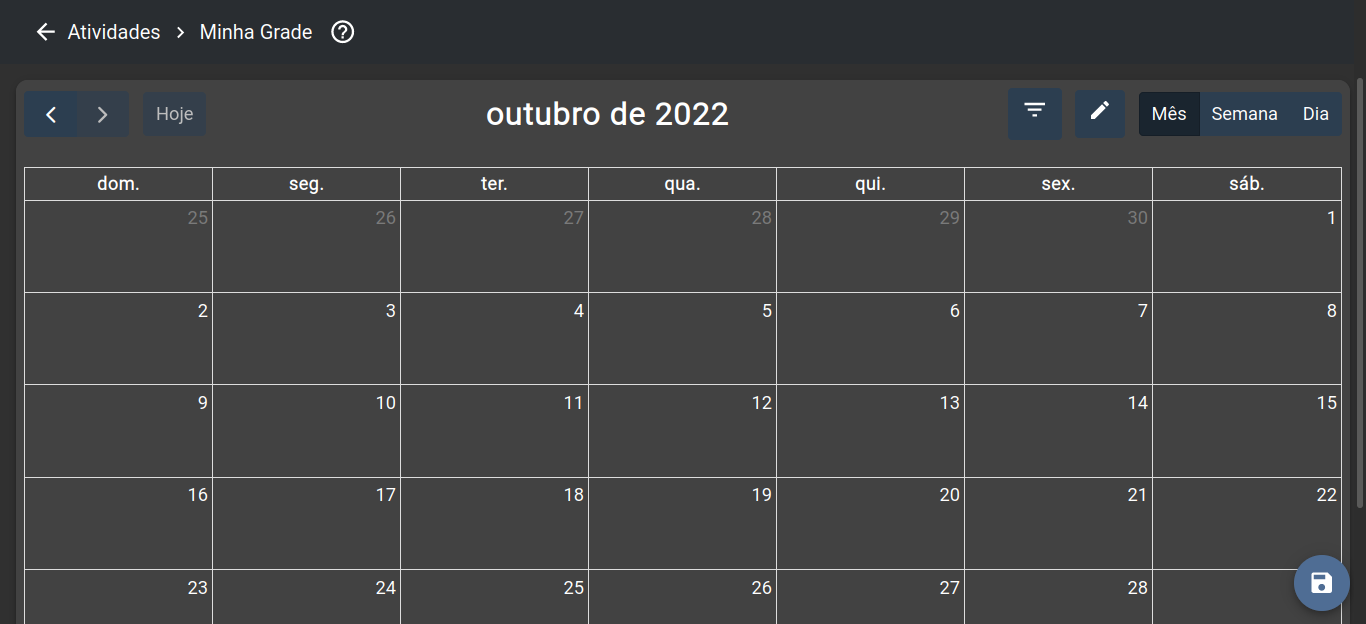 Atividades > Minha Grade ?
Hoje outubro de 2022 Mês Semana Dia
dom. seg. ter. qua. qui. sex. sáb.
25 26 27 28 29 30 1
2 3 4 5 6 7 8
9 10 11 12 13 14 15
16 17 18 19 20 21 22
23 24 25 26 27 28